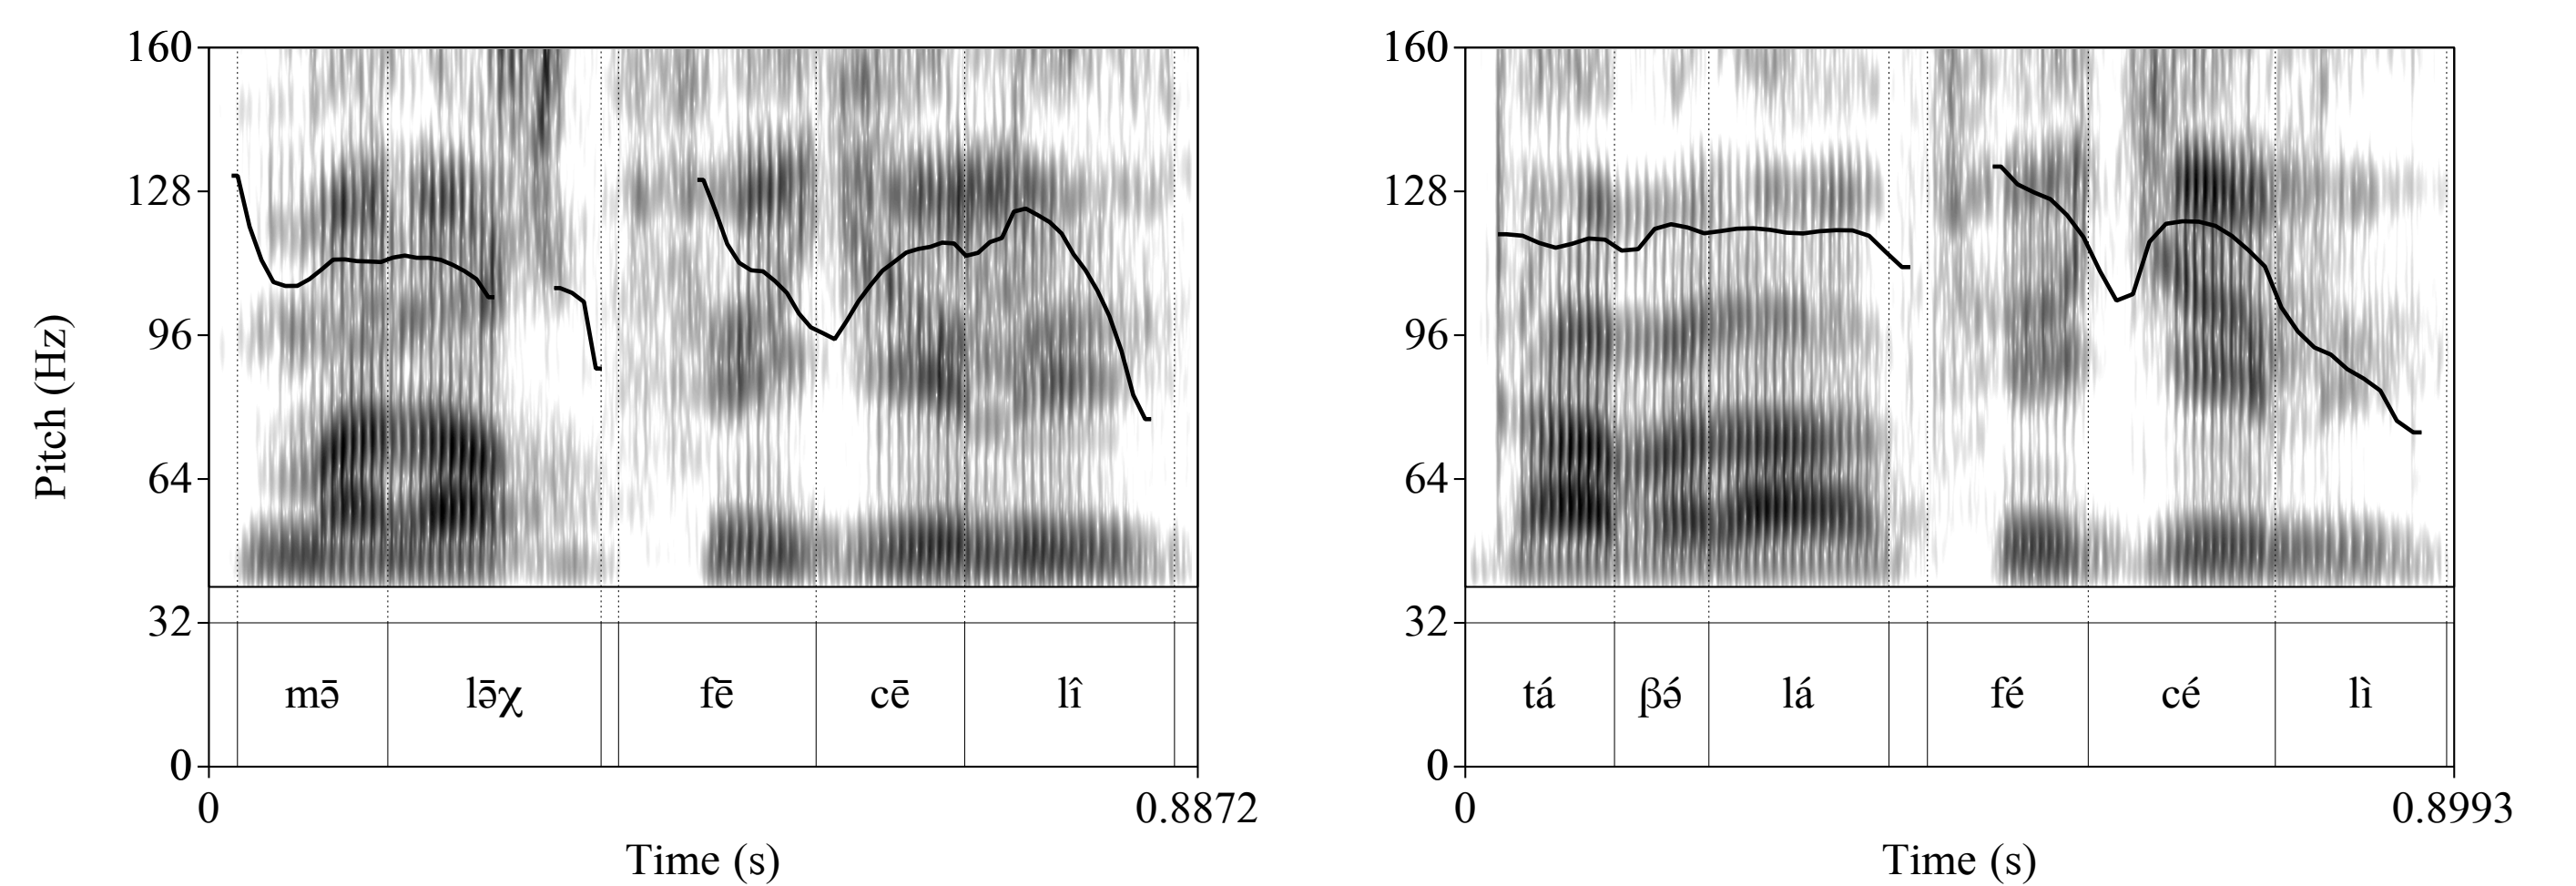 160
128
96
64
32
0
Pitch (Hz)
mə̄ lə̄χ fē cē lî
0 0.8872
Time (s)
160
128
96
64
32
0
tá βə́ lá fé cé lì
0 0.8993
Time (s)